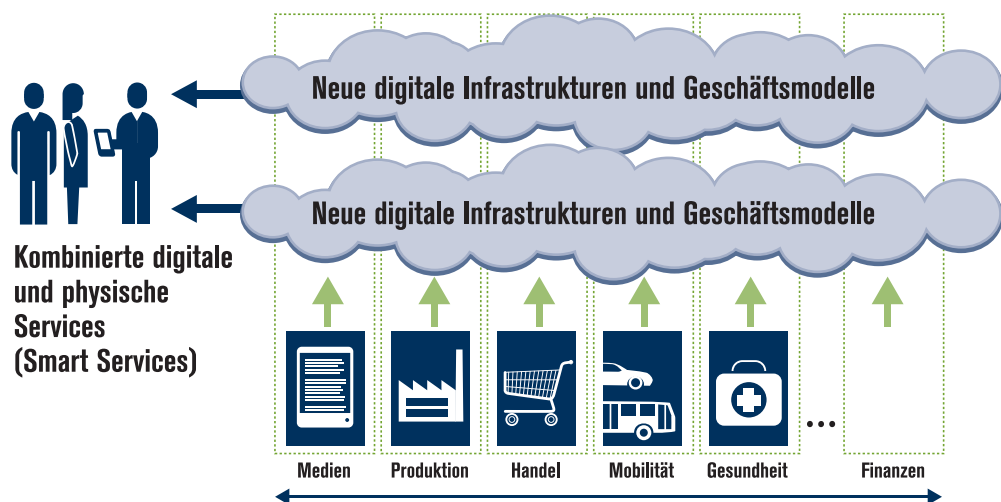 Neue digitale Infrastrukturen und Geschäftsmodelle
Neue digitale Infrastrukturen und Geschäftsmodelle
Kombinierte digitale
und physische
Services
(Smart Services)
...
Medien
Produktion
Handel
Mobilität
Gesundheit
Finanzen